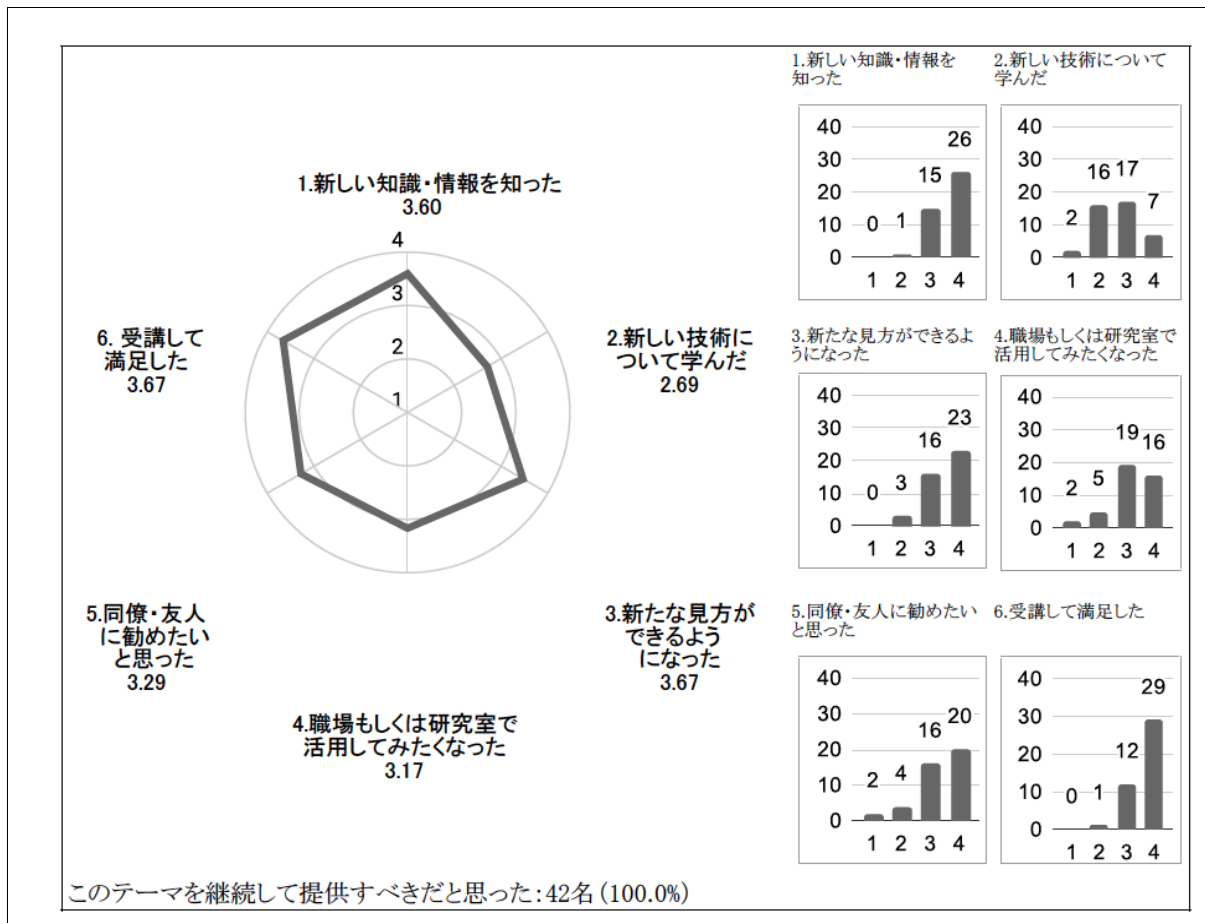 1.新しい知識・情報を知った
3.60
4
3
2
1
2.新しい技術に
ついて学んだ
2.69
3.新たな見方が
できるよう
になった
3.67
4.職場もしくは研究室で
活用してみたくなった
3.17
5.同僚・友人
に勧めたい
と思った
3.29
6. 受講して
満足した
3.67
1.新しい知識・情報を
知った
40
30
20
10
0
0
1
15
26
1 2 3 4
2.新しい技術について
学んだ
40
30
20
10
0
2
16
17
7
1 2 3 4
3.新たな見方ができるよ
うになった
40
30
20
10
0
0
3
16
23
1 2 3 4
4.職場もしくは研究室で
活用してみたくなった
40
30
20
10
0
2
5
19
16
1 2 3 4
5.同僚・友人に勧めたい
と思った
40
30
20
10
0
2
4
16
20
1 2 3 4
6.受講して満足した
40
30
20
10
0
0
1
12
29
1 2 3 4
このテーマを継続して提供すべきだと思った:42名(100.0%)